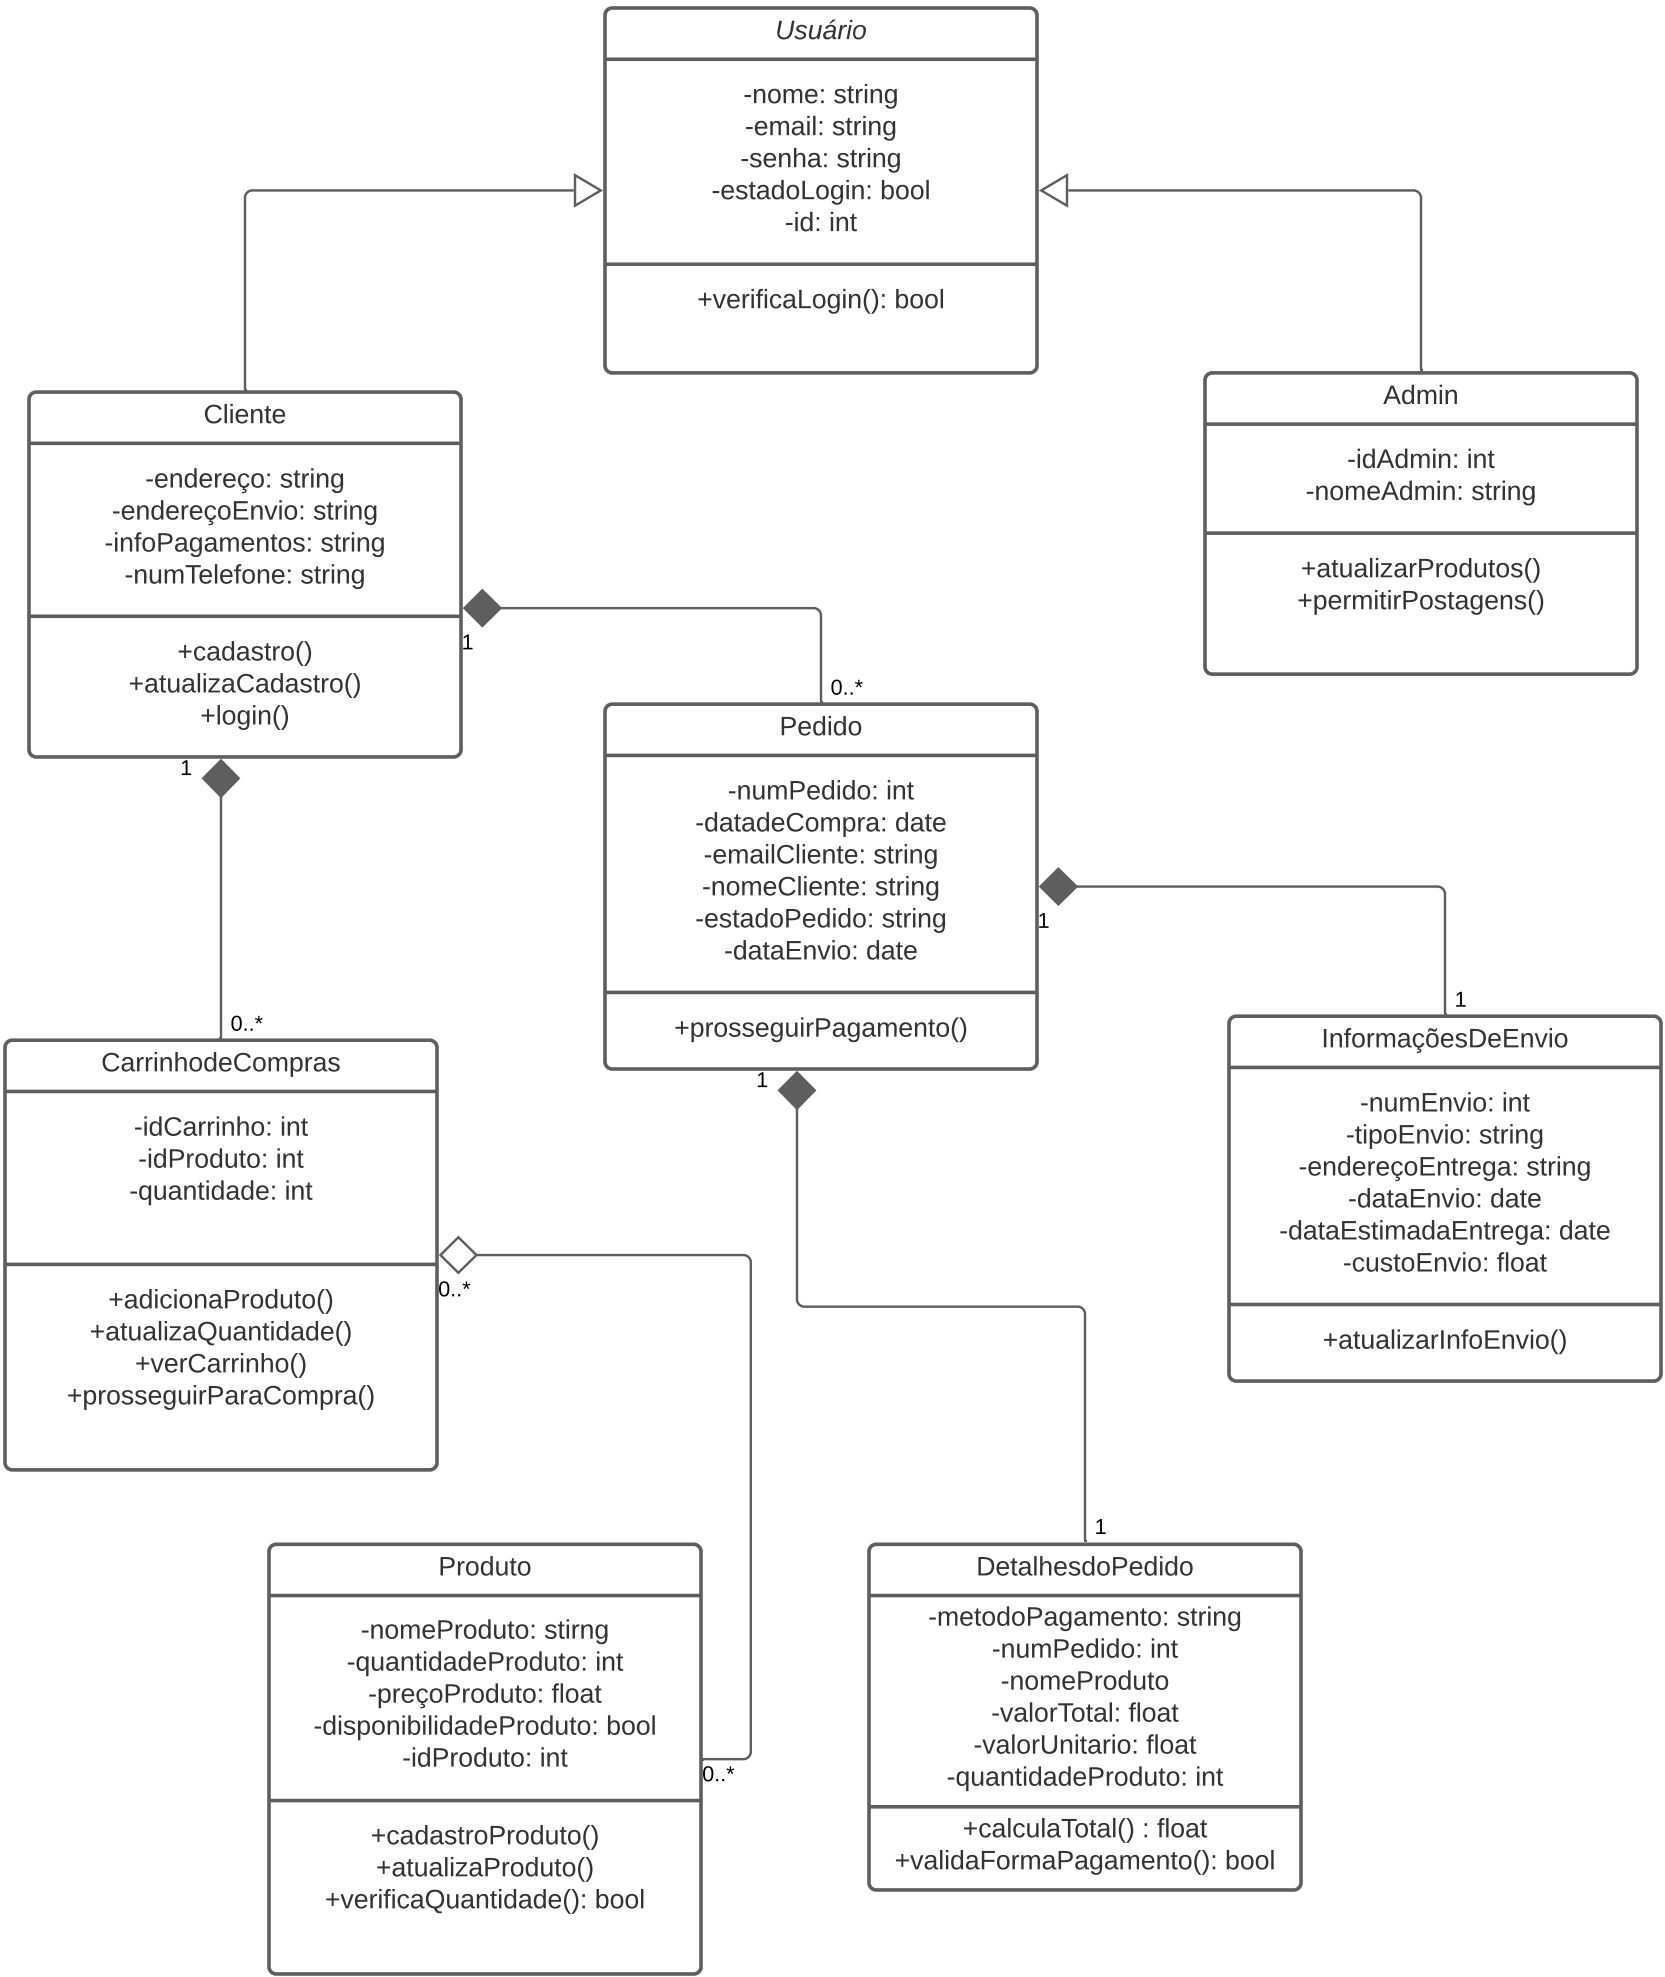 Usuário
-nome: string
-email: string
-senha: string
-estadoLogin: bool
-id: int
+verificaLogin(): bool
Cliente
-endereço: string
-endereçoEnvio: string
-infoPagamentos: string
-numTelefone: string
+cadastro()
+atualizaCadastro()
+login()
1
1
Admin
-idAdmin: int
-nomeAdmin: string
+atualizarProdutos()
+permitirPostagens()
0..*
Pedido
-numPedido: int
-datadeCompra: date
-emailCliente: string
-nomeCliente: string
-estadoPedido: string
-dataEnvio: date
+prosseguirPagamento()
1
1
0..*
CarrinhodeCompras
-idCarrinho: int
-idProduto: int
-quantidade: int
+adicionaProduto()
+atualizaQuantidade()
+verCarrinho()
+prosseguirParaCompra()
0..*
1
InformaçõesDeEnvio
-numEnvio: int
-tipoEnvio: string
-endereçoEntrega: string
-dataEnvio: date
-dataEstimadaEntrega: date
-custoEnvio: float
+atualizarInfoEnvio()
Produto
-nomeProduto: stirng
-quantidadeProduto: int
-preçoProduto: float
-disponibilidadeProduto: bool
-idProduto: int
+cadastroProduto()
+atualizaProduto()
+verificaQuantidade(): bool
0..*
1
DetalhesdoPedido
-metodoPagamento: string
-numPedido: int
-nomeProduto
-valorTotal: float
-valorUnitario: float
-quantidadeProduto: int
+calculaTotal() : float
+validaFormaPagamento(): bool